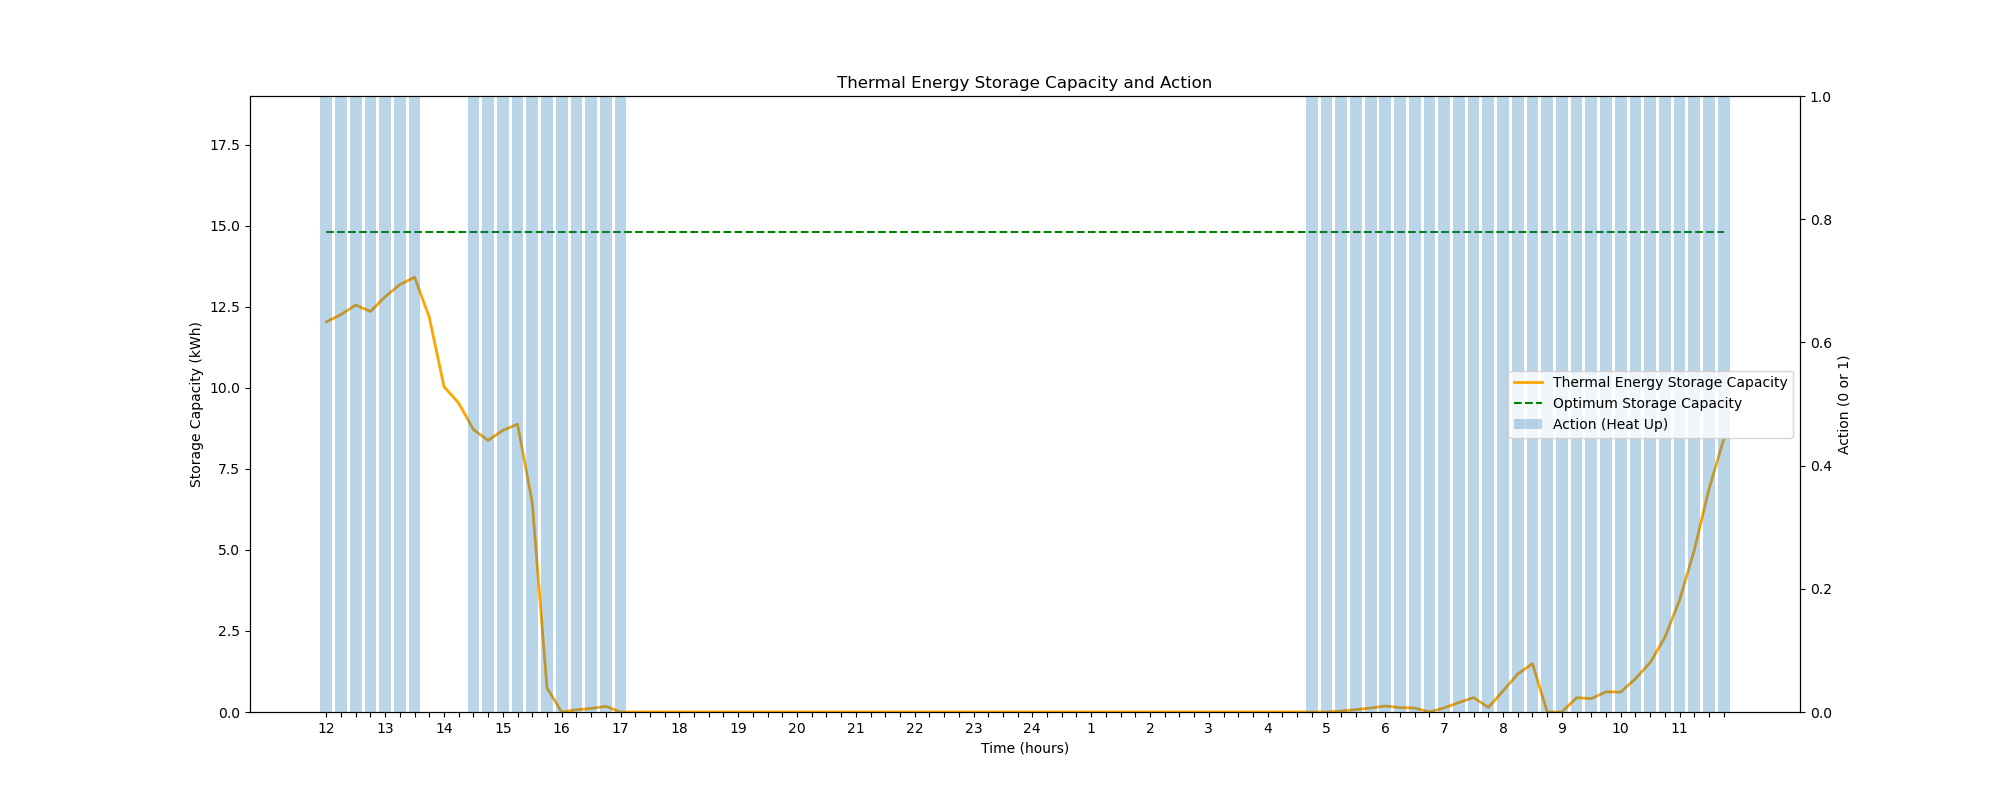 Thermal Energy Storage Capacity and Action
Storage Capacity (kWh)
17.5
15.0
12.5
10.0
7.5
5.0
2.5
0.0
1.0
0.8
0.6
0.4
0.2
0.0
Action (0 or 1)
Thermal Energy Storage Capacity
Optimum Storage Capacity
Action (Heat Up)
12 13 14 15 16 17 18 19 20 21 22 23 24 1 2 3 4 5 6 7 8 9 10 11
Time (hours)